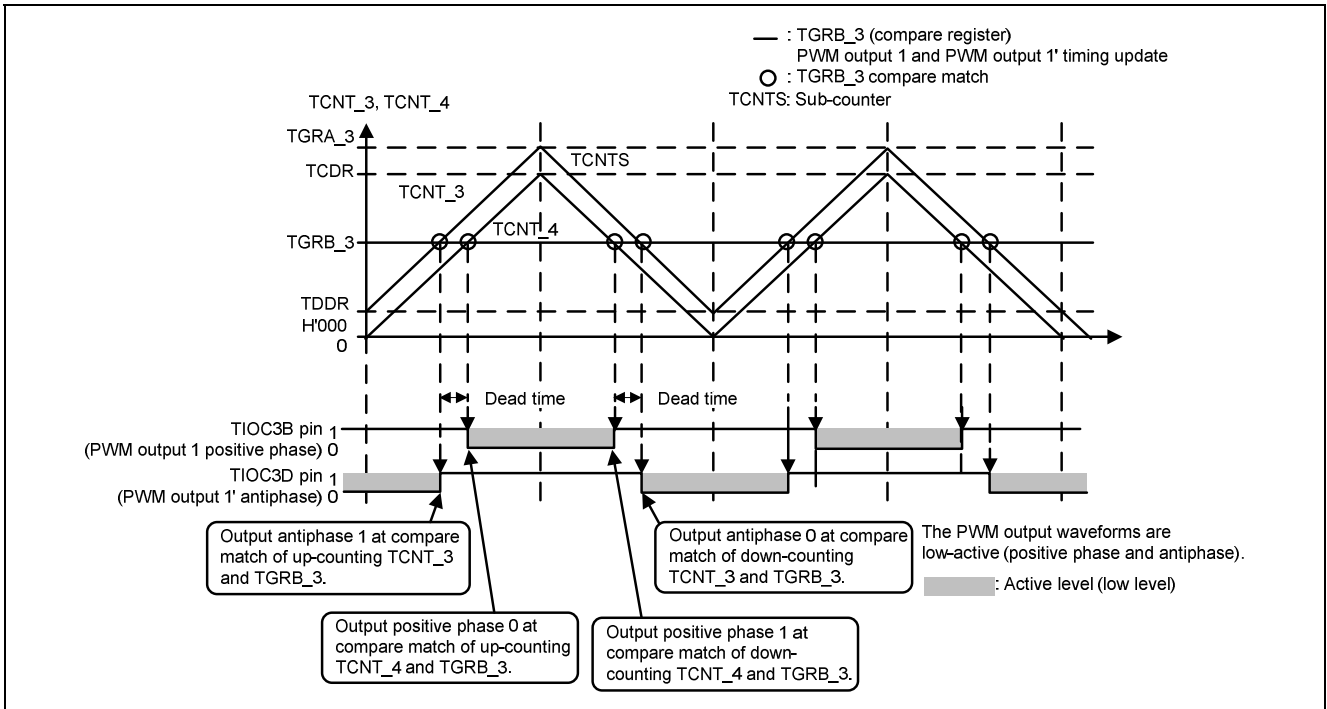 — : TGRB_3 (compare register)
PWM output 1 and PWM output 1' timing update
O : TGRB_3 compare match
TCNTS: Sub-counter
TCNT_3, TCNT_4
TGRA_3
TCDR
TCNTS
TCNT_3
TCNT_4
TGRB_3
TDDR
H'000
0
Dead time
Dead time
TIOC3B pin 1
(PWM output 1 positive phase) 0
TIOC3D pin 1
(PWM output 1' antiphase) 0
Output antiphase 1 at compare
match of up-counting TCNT_3
and TGRB_3.
Output antiphase 0 at compare
match of down-counting
TCNT_3 and TGRB_3.
The PWM output waveforms are
low-active (positive phase and antiphase).
: Active level (low level)
Output positive phase 0 at
compare match of up-counting
TCNT_4 and TGRB_3.
Output positive phase 1 at
compare match of down-
counting TCNT_4 and TGRB_3.